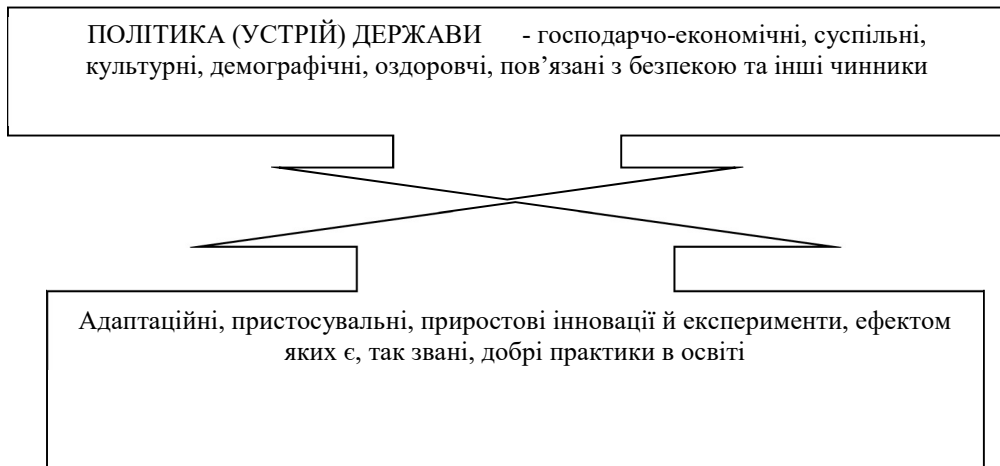 ПОЛІТИКА (УСТРІЙ) ДЕРЖАВИ - господарчо-економічні, суспільні,
культурні, демографічні, оздоровчі, пов’язані з безпекою та інші чинники
Адаптаційні, пристосувальні, приростові інновації й експерименти, ефектом
яких є, так звані, добрі практики в освіті